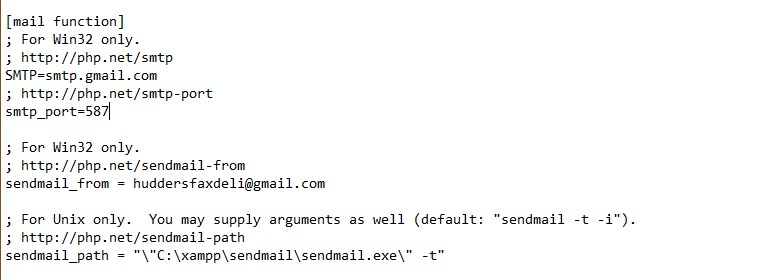 [mail function]
; For Win32 only.
; http://php.net/smtp
SMTP=smtp.gmail.com
; http://php.net/smtp-port
smtp_port=587
; For Win32 only.
; http://php.net/sendmail-from
sendmail_from = huddersfaxdeli@gmail.com
; For Unix only.  You may supply arguments as well (default: "sendmail -t -i").
; http://php.net/sendmail-path
sendmail_path = "\"C:\xampp\sendmail\sendmail.exe\" -t"